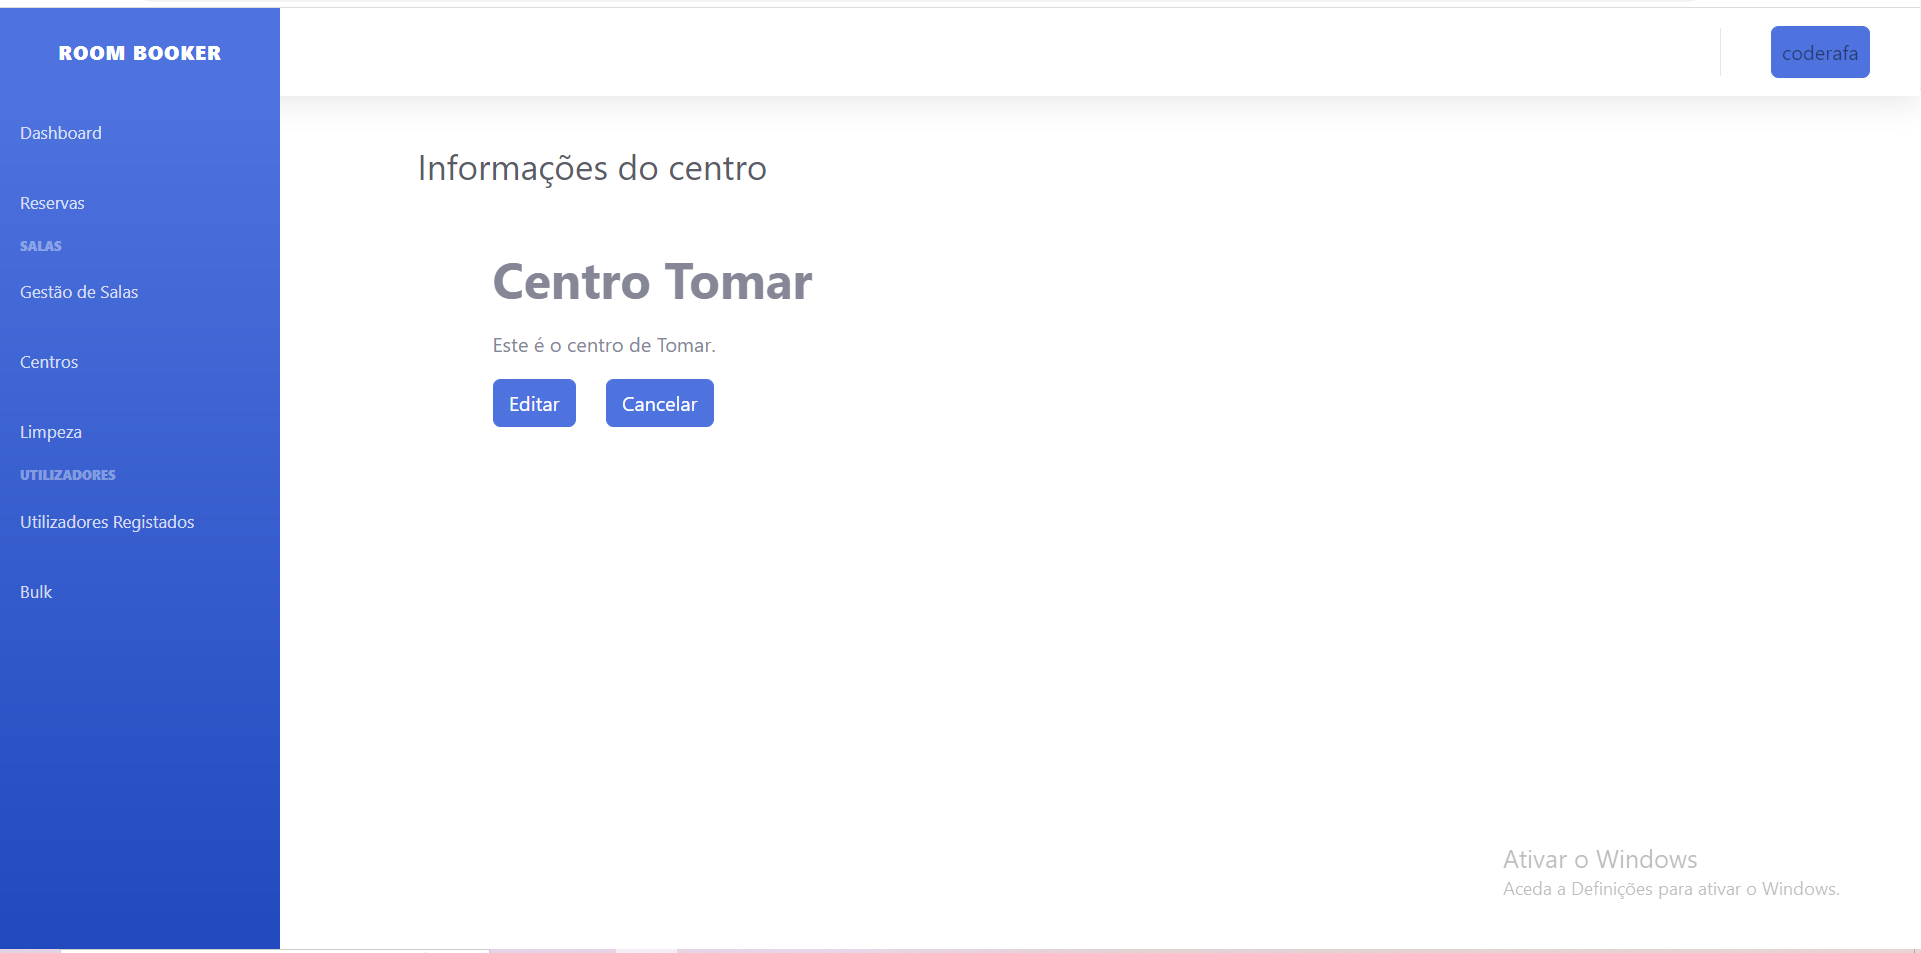 ROOM BOOKER
coderafa
Dashboard
Reservas
SALAS
Gestão de Salas
Centros
Limpeza
UTILIZADORES
Utilizadores Registados
Bulk
Informações do centro
Centro Tomar
Este é o centro de Tomar.
Editar
Cancelar
Ativar o Windows
Aceda a Definições para ativar o Windows.